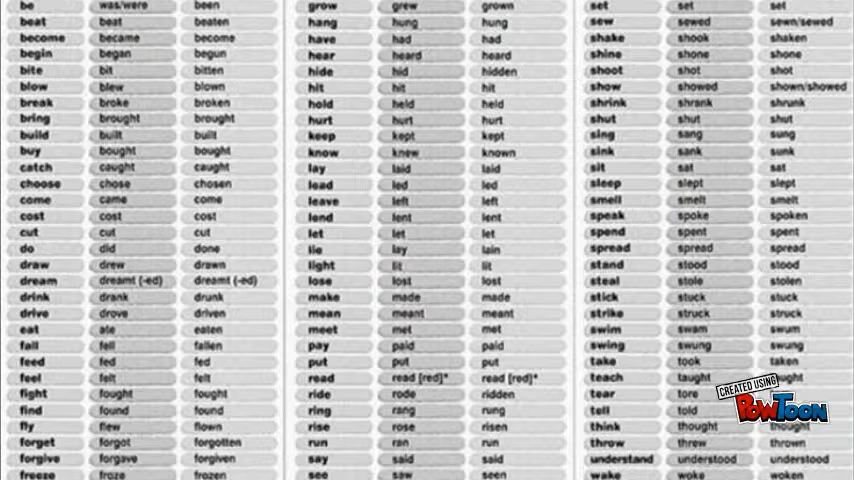 be was/were been
beat beat beaten
become became become
begin began begun
bite bit bitten
blow blew blown
break broke broken
bring brought brought
build built built
buy bought bought
catch caught caught
choose chose chosen
come came come
cost cost cost
cut cut cut
do did done
draw drew drawn
dream dreamt (-ed) dreamt (-ed)
drink drank drunk
drive drove driven
eat ate eaten
fall fell fallen
feed fed fed
feel felt felt
fight fought fought
find found found
fly flew flown
forget forgot forgotten
forgive forgave forgiven
freeze froze frozen
grow grew grown
hang hung hung
have had had
hear heard heard
hide hid hidden
hit hit hit
hold held held
hurt hurt hurt
keep kept kept
know knew known
lay laid laid
lead led led
leave left left
lend lent lent
let let let
lie lay lain
light lit lit
lose lost lost
make made made
mean meant meant
meet met met
pay paid paid
put put put
read read [red]* read [red]*
ride rode ridden
ring rang rung
rise rose risen
run ran run
say said said
see saw seen
set set set
sew sewed sewn/sewed
shake shook shaken
shine shone shone
shoot shot shot
show showed shown/showed
shrink shrank shrunk
shut shut shut
sing sang sung
sink sank sunk
sit sat sat
sleep slept slept
smell smelt smelt
speak spoke spoken
spend spent spent
spread spread spread
stand stood stood
steal stole stolen
stick stuck stuck
strike struck struck
swim swam swum
swing swung swung
take took taken
teach taught
tear tore
tell told
think thought thought
throw threw thrown
understand understood understood
wake woke woken
CREATED USING
POWTOON